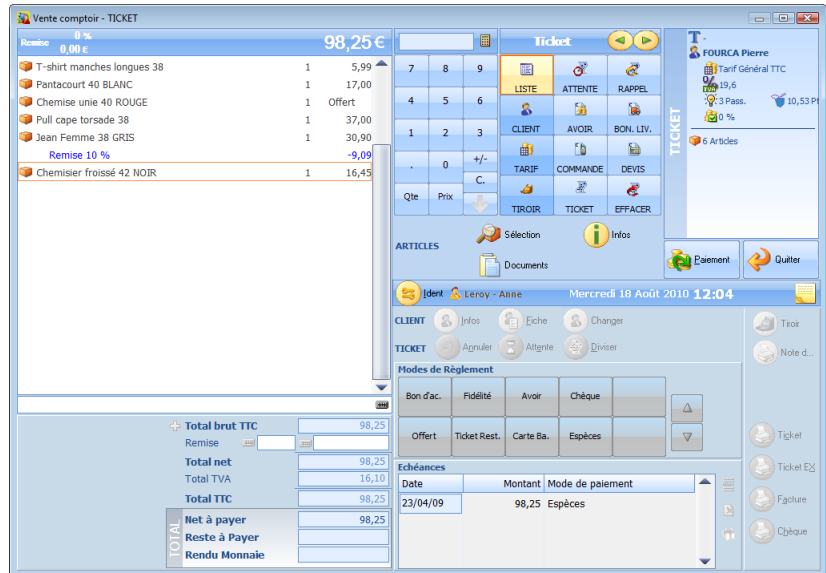 Vente comptoir - TICKET
Remise 0 % 98,25 €
0,00 €
T-shirt manches longues 38 1 5,99
Pantacourt 40 BLANC 1 17,00
Chemise unie 40 ROUGE 1 Offert
Pull cape torsade 38 1 37,00
Jean Femme 38 GRIS 1 30,90
Remise 10 % -9,09
Chemisier froissé 42 NOIR 1 16,45
Total brut TTC 98,25
Remise
Total net 98,25
Total TVA 16,10
Total TTC 98,25
TOTAL
Net à payer 98,25
Reste à Payer
Rendu Monnaie
Ticket
7 8 9
4 5 6
1 2 3
. 0 +/-
C.
Qte Prix
LISTE ATTENTE RAPPEL
CLIENT AVOIR BON. LIV.
TARIF COMMANDE DEVIS
TIROIR TICKET EFFACER
ARTICLES
Sélection Infos
Documents
TICKET
T -
FOURCA Pierre
Tarif Général TTC
TVA 19,6
3 Pass. 10,53 Pt
0 %
6 Articles
Paiement Quitter
Ident Leroy - Anne Mercredi 18 Août 2010 12:04
CLIENT Infos Fiche Changer
TICKET Annuler Attente Diviser
Modes de Règlement
Bon d'ac. Fidélité Avoir Chèque
Offert Ticket Rest. Carte Ba. Espèces
Echéances
Date Montant Mode de paiement
23/04/09 98,25 Espèces
Tiroir
Note d...
Ticket
Ticket EX
Facture
Chèque